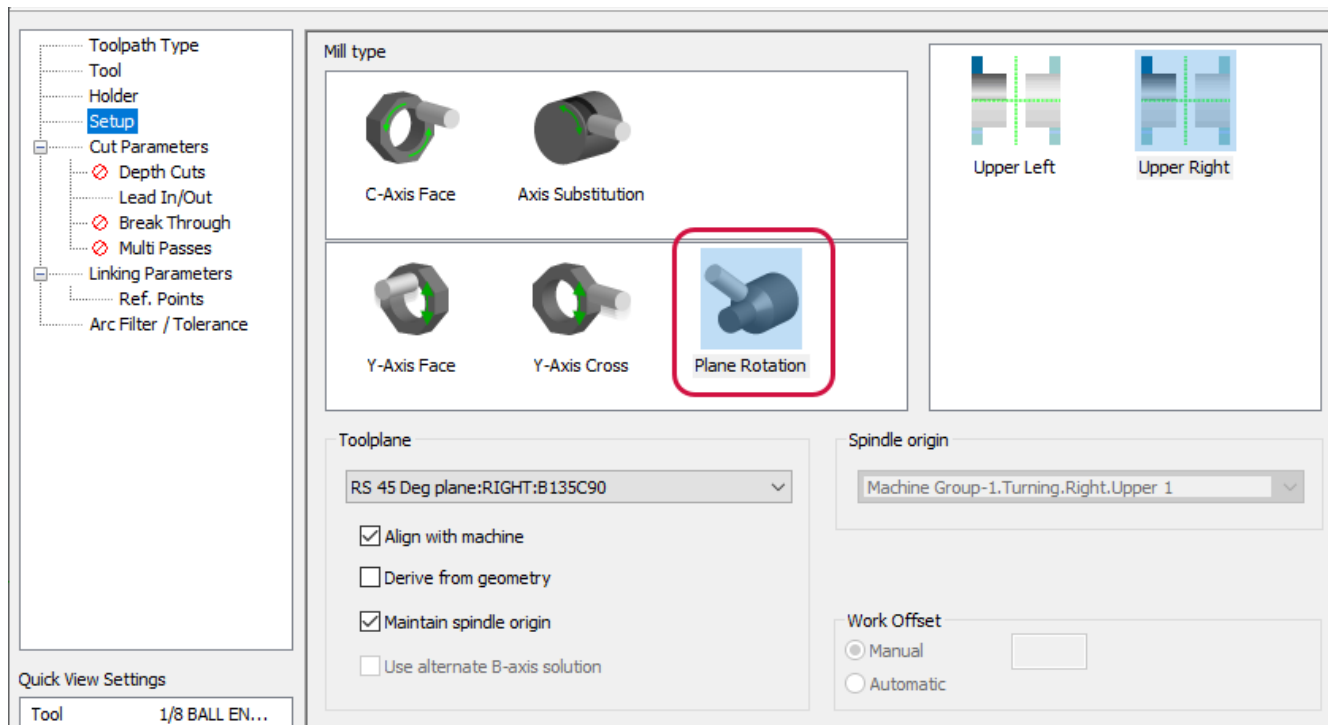 Toolpath Type
Tool
Holder
Setup
Cut Parameters
Depth Cuts
Lead In/Out
Break Through
Multi Passes
Linking Parameters
Ref. Points
Arc Filter / Tolerance
Quick View Settings
Tool 1/8 BALL EN...
Mill type
C-Axis Face Axis Substitution
Y-Axis Face Y-Axis Cross Plane Rotation
Upper Left Upper Right
Toolplane
RS 45 Deg plane:RIGHT:B135C90
Align with machine
Derive from geometry
Maintain spindle origin
Use alternate B-axis solution
Spindle origin
Machine Group-1.Turning.Right.Upper 1
Work Offset
Manual
Automatic